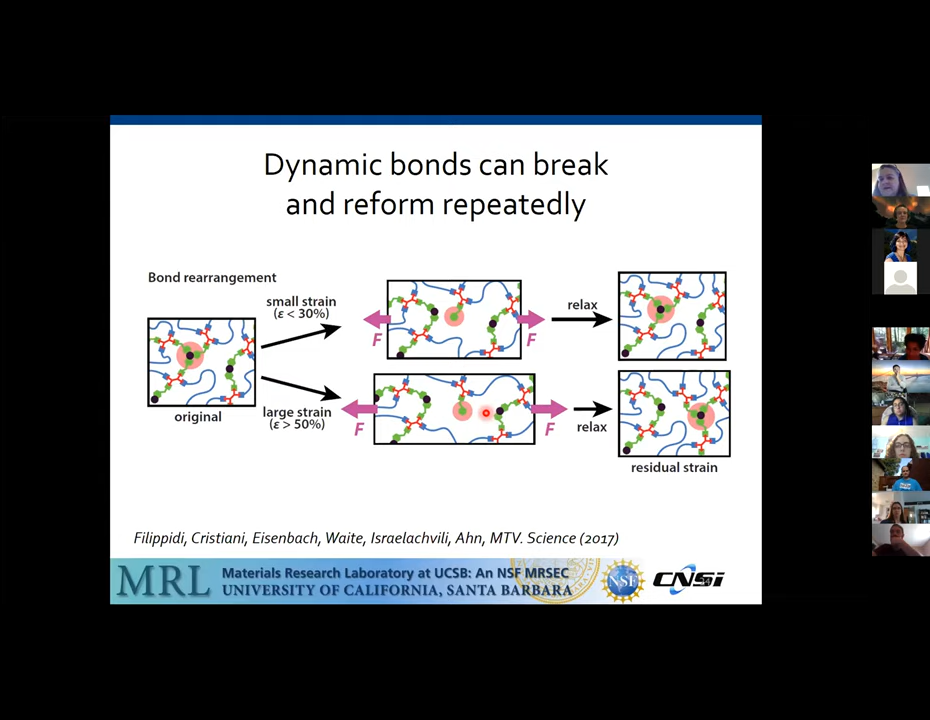 Dynamic bonds can break
and reform repeatedly
Bond rearrangement
small strain
(ε < 30%)
relax
F
F
original
large strain
(ε > 50%)
F
F
relax
residual strain
Filippidi, Cristiani, Eisenbach, Waite, Israelachvili, Ahn, MTV. Science (2017)
MRL
Materials Research Laboratory at UCSB: An NSF MRSEC
UNIVERSITY OF CALIFORNIA, SANTA BARBARA
NSF
CNSi